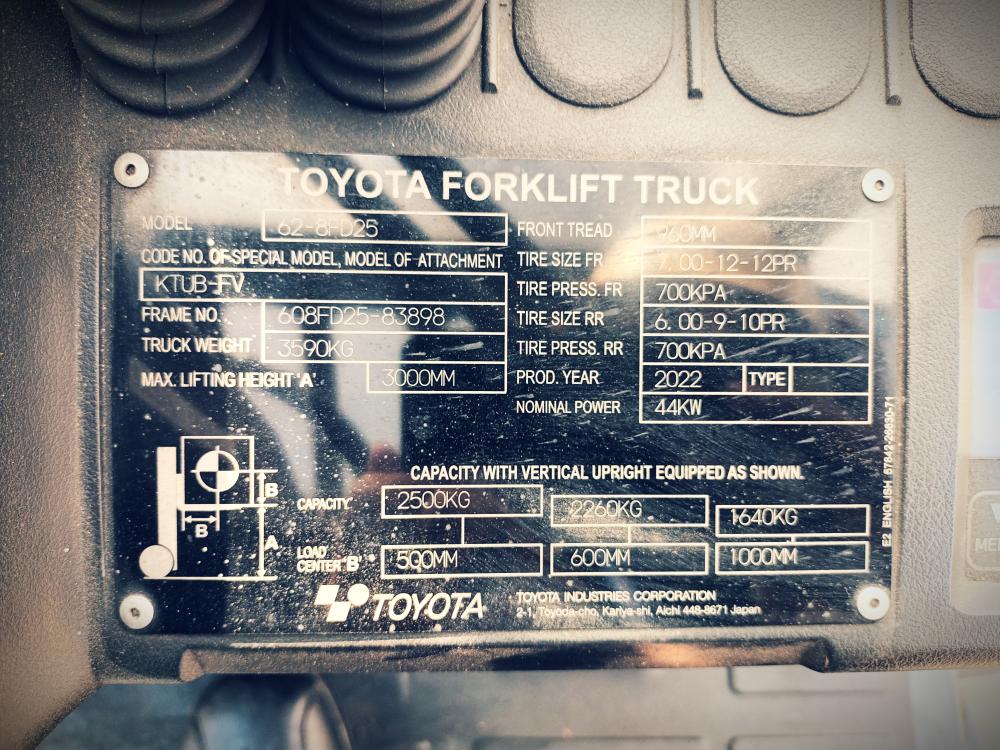 TOYOTA FORKLIFT TRUCK
MODEL 62-8FD25
CODE NO. OF SPECIAL MODEL, MODEL OF ATTACHMENT
KTUB-FV
FRAME NO. 608FD25-83898
TRUCK WEIGHT 3590KG
MAX. LIFTING HEIGHT 'A' 3000MM
FRONT TREAD 960MM
TIRE SIZE FR 7.00-12-12PR
TIRE PRESS. FR 700KPA
TIRE SIZE RR 6.00-9-10PR
TIRE PRESS. RR 700KPA
PROD. YEAR 2022 TYPE
NOMINAL POWER 44KW
CAPACITY WITH VERTICAL UPRIGHT EQUIPPED AS SHOWN.
CAPACITY 2500KG 2260KG 1640KG
LOAD
CENTER 'B' 500MM 600MM 1000MM
B
B
A
TOYOTA
TOYOTA INDUSTRIES CORPORATION
2-1, Toyoda-cho, Kariya-shi, Aichi 448-8671 Japan
E2 ENGLISH